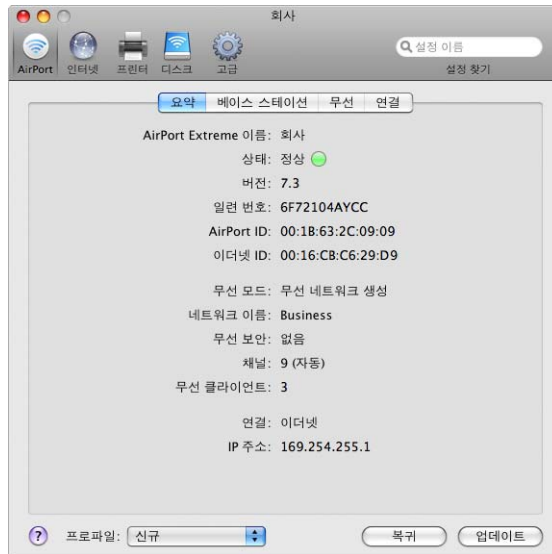 회사
설정 이름
AirPort 인터넷 프린터 디스크 고급 설정 찾기
요약 베이스 스테이션 무선 연결
AirPort Extreme 이름: 회사
상태: 정상
버전: 7.3
일련 번호: 6F72104AYCC
AirPort ID: 00:1B:63:2C:09:09
이더넷 ID: 00:16:CB:C6:29:D9
무선 모드: 무선 네트워크 생성
네트워크 이름: Business
무선 보안: 없음
채널: 9 (자동)
무선 클라이언트: 3
연결: 이더넷
IP 주소: 169.254.255.1
? 프로파일: 신규 복귀 업데이트